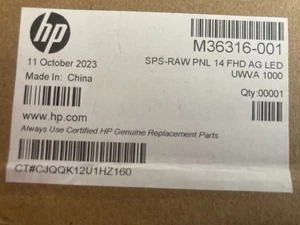 hp
M36316-001
11 October 2023
SPS-RAW PNL 14 FHD AG LED
UWVA 1000
Made In: China
Qty:00001
www.hp.com
Always Use Certified HP Genuine Replacement Parts
CT#CJQQK12U1HZ160